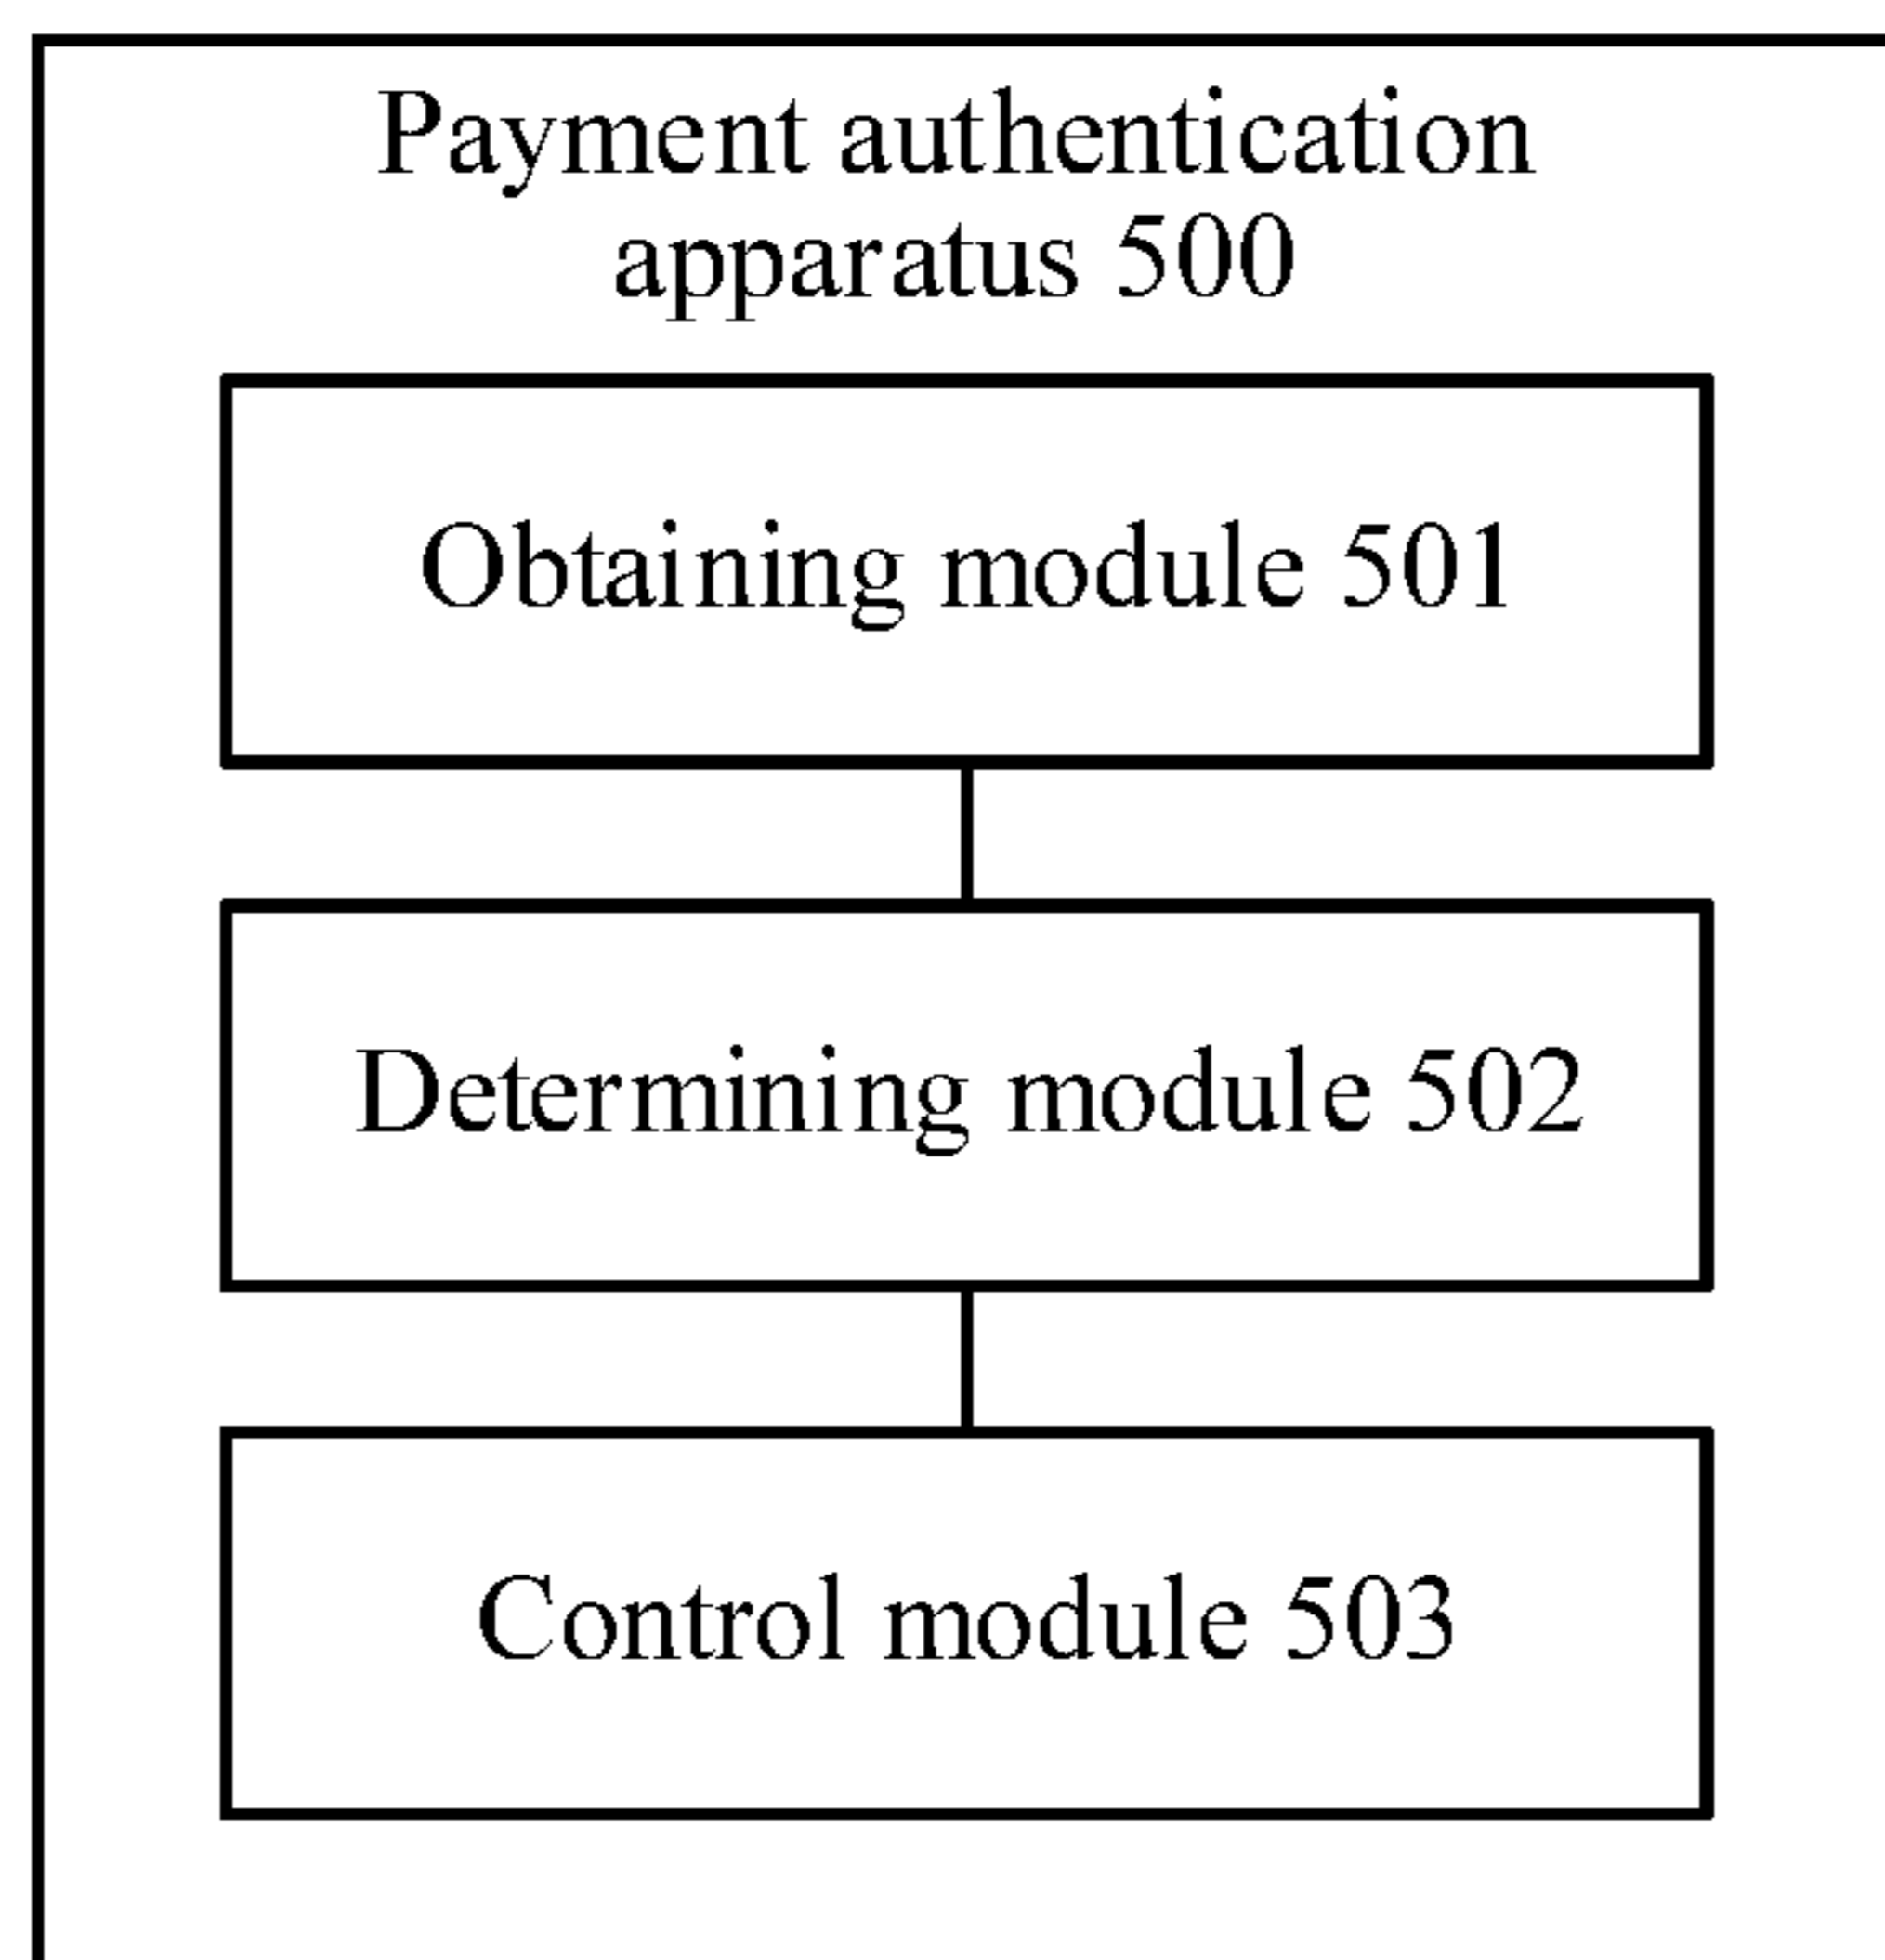 Payment authentication
apparatus 500
Obtaining module 501
Determining module 502
Control module 503